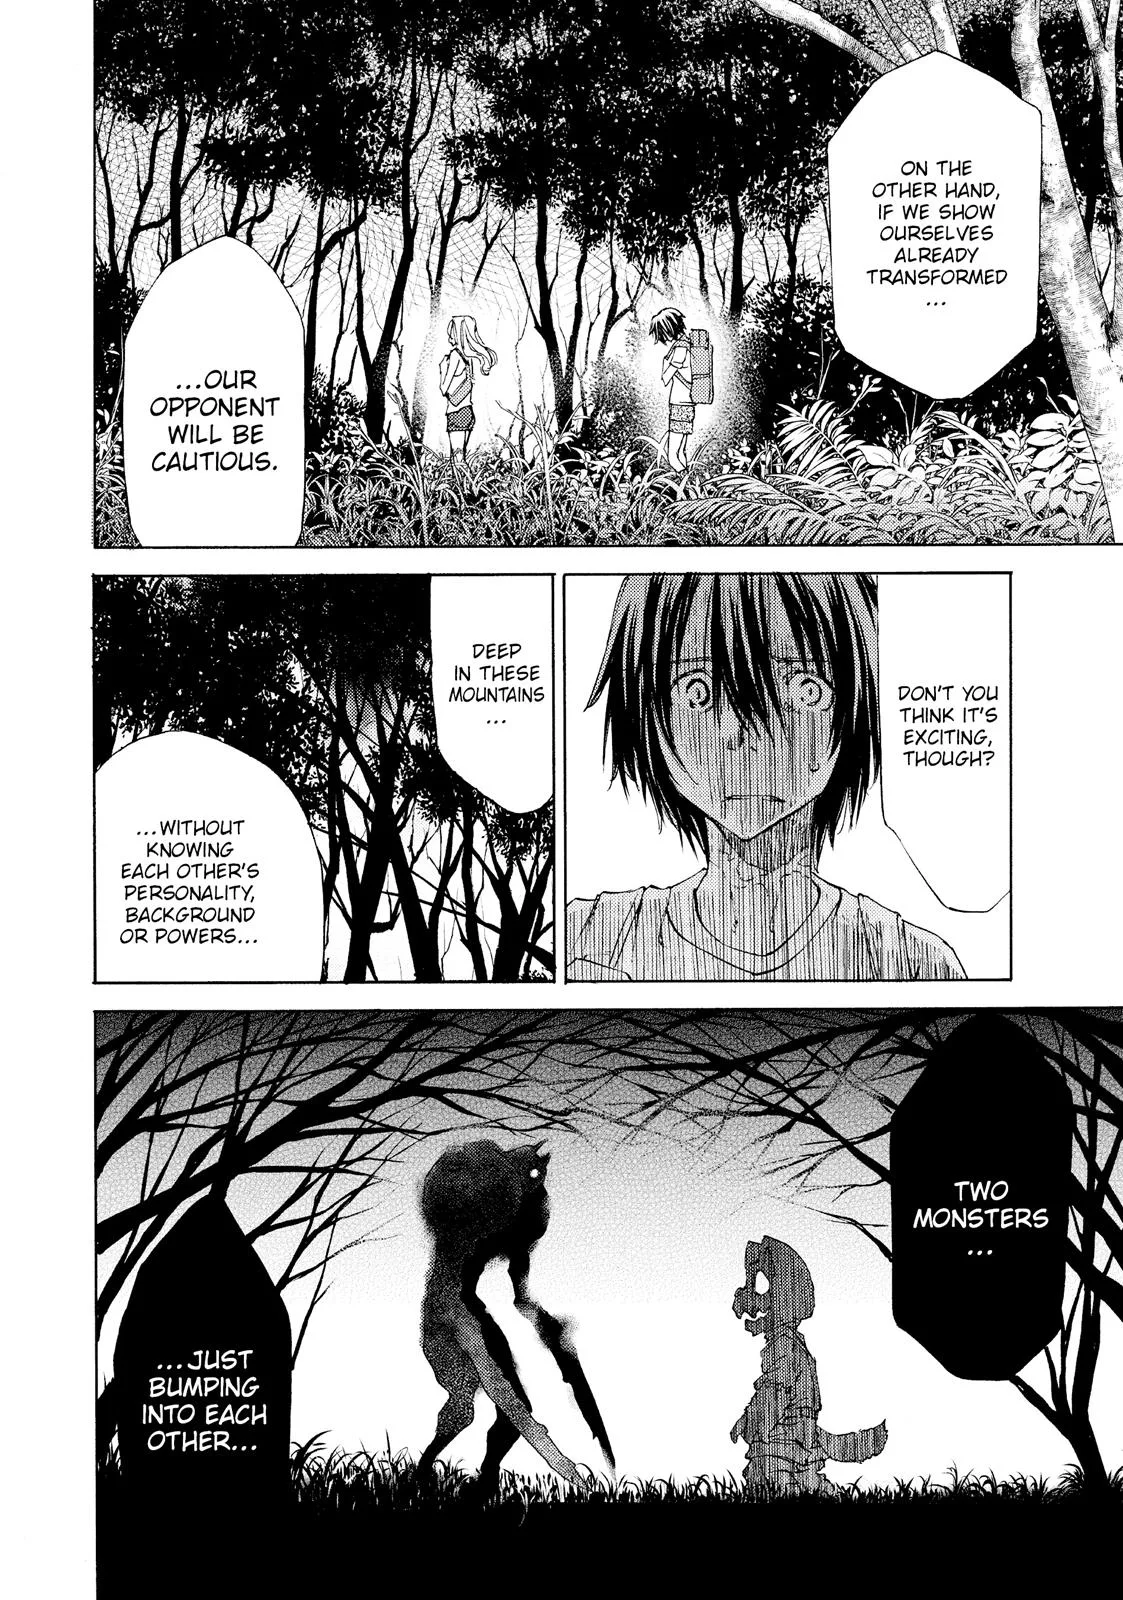 ON THE
OTHER HAND,
IF WE SHOW
OURSELVES
ALREADY
TRANSFORMED
...
...OUR
OPPONENT
WILL BE
CAUTIOUS.
DON'T YOU
THINK IT'S
EXCITING,
THOUGH?
DEEP
IN THESE
MOUNTAINS
...
...WITHOUT
KNOWING
EACH OTHER'S
PERSONALITY,
BACKGROUND
OR POWERS...
TWO
MONSTERS
...
...JUST
BUMPING
INTO EACH
OTHER...